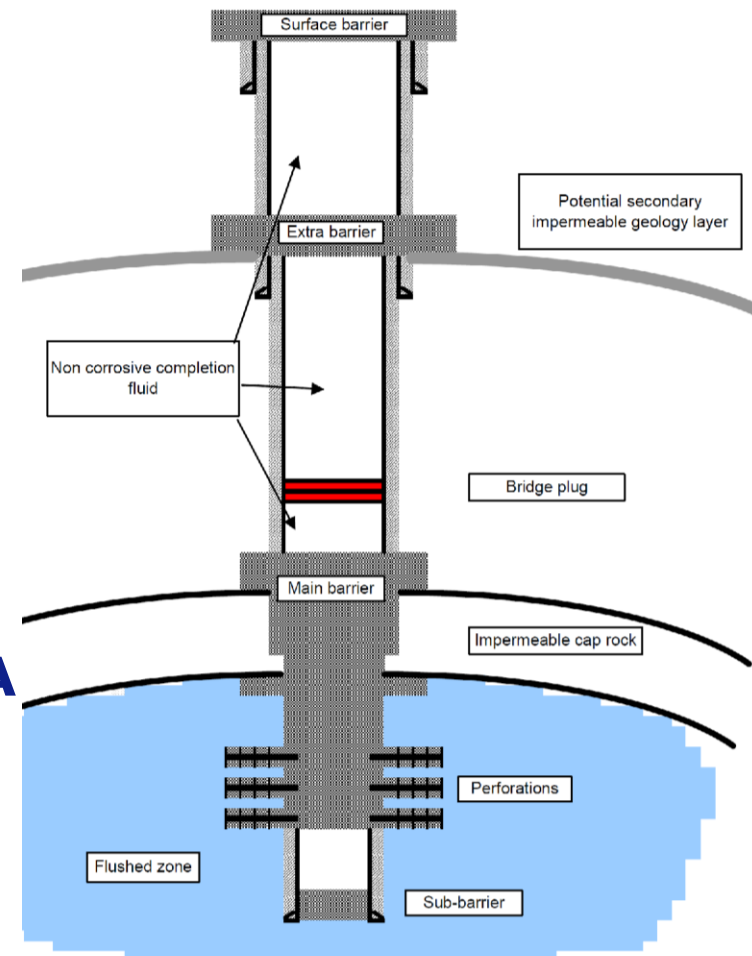 Surface barrier
Potential secondary
impermeable geology layer
Extra barrier
Non corrosive completion
fluid
Bridge plug
Main barrier
Impermeable cap rock
A
Perforations
Flushed zone
Sub-barrier